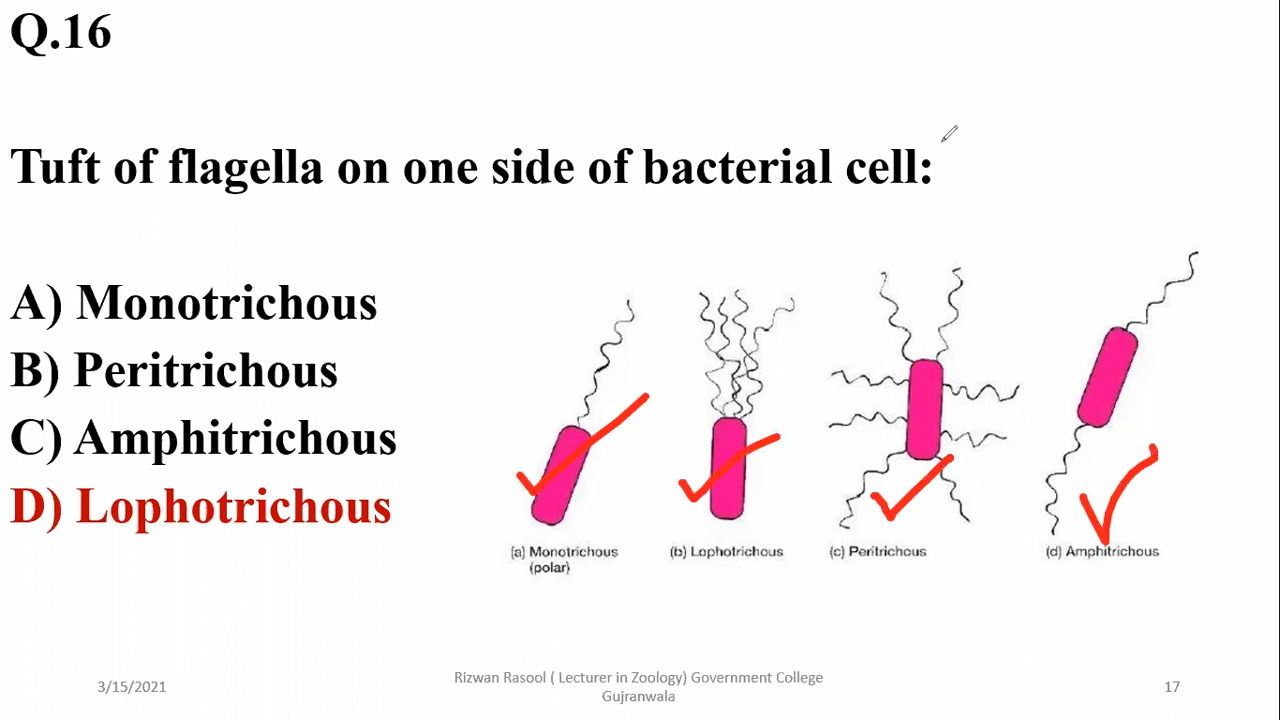 Q.16
Tuft of flagella on one side of bacterial cell:
A) Monotrichous
B) Peritrichous
C) Amphitrichous
D) Lophotrichous
(a) Monotrichous
(polar)
(b) Lophotrichous
(c) Peritrichous
(d) Amphitrichous
3/15/2021
Rizwan Rasool ( Lecturer in Zoology) Government College
Gujranwala
17